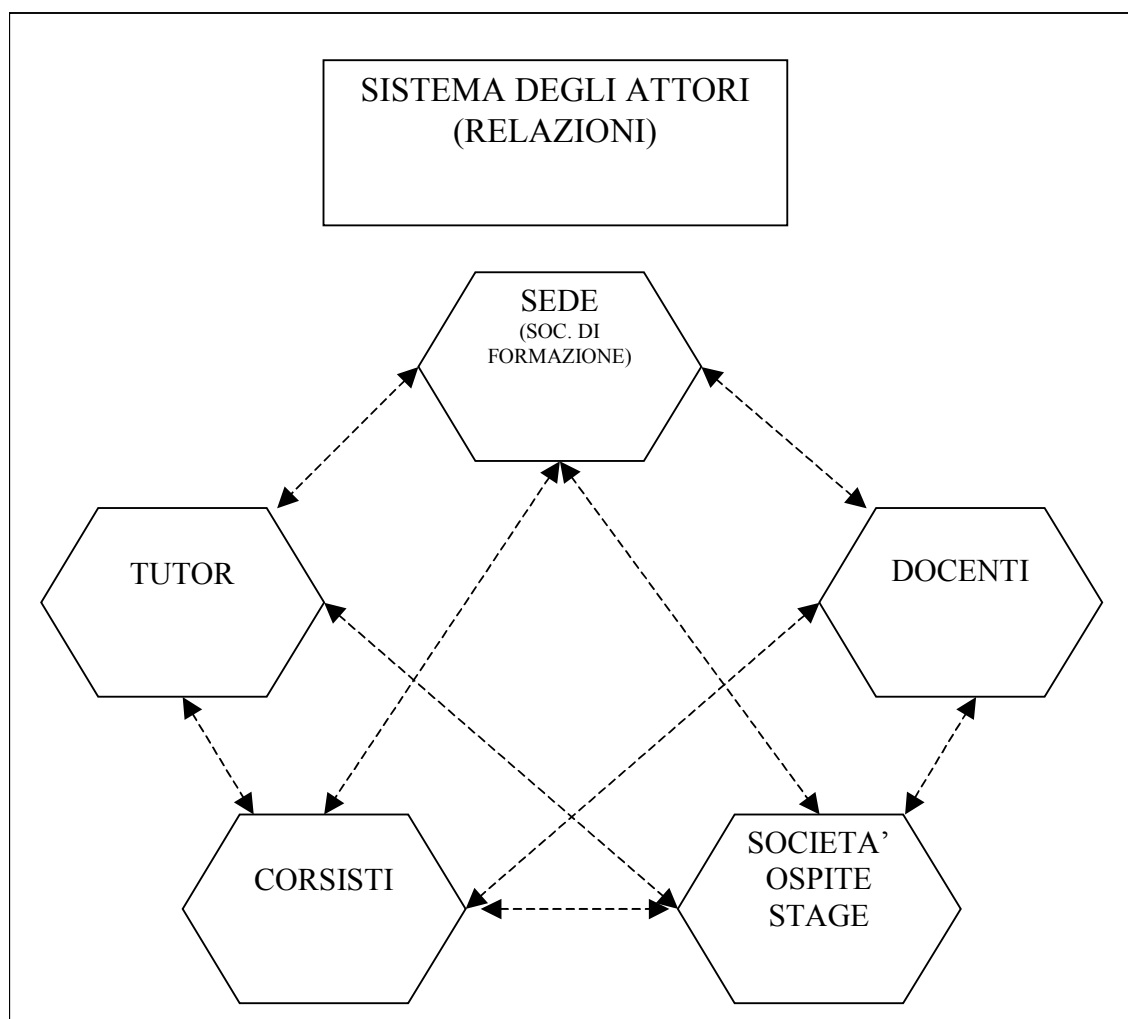 SISTEMA DEGLI ATTORI
(RELAZIONI)
SEDE
(SOC. DI
FORMAZIONE)
TUTOR
DOCENTI
CORSISTI
SOCIETA’
OSPITE
STAGE